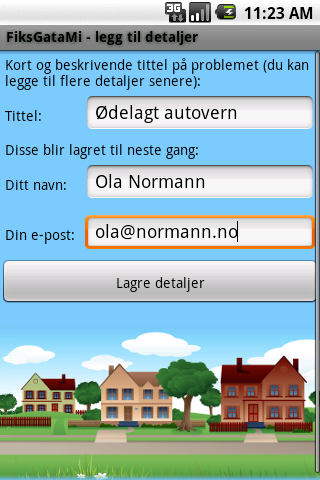 3G
11:23 AM
FiksGataMi - legg til detaljer
Kort og beskrivende tittel på problemet (du kan
legge til flere detaljer senere):
Tittel: Ødelagt autovern
Disse blir lagret til neste gang:
Ditt navn: Ola Normann
Din e-post: ola@normann.no
Lagre detaljer